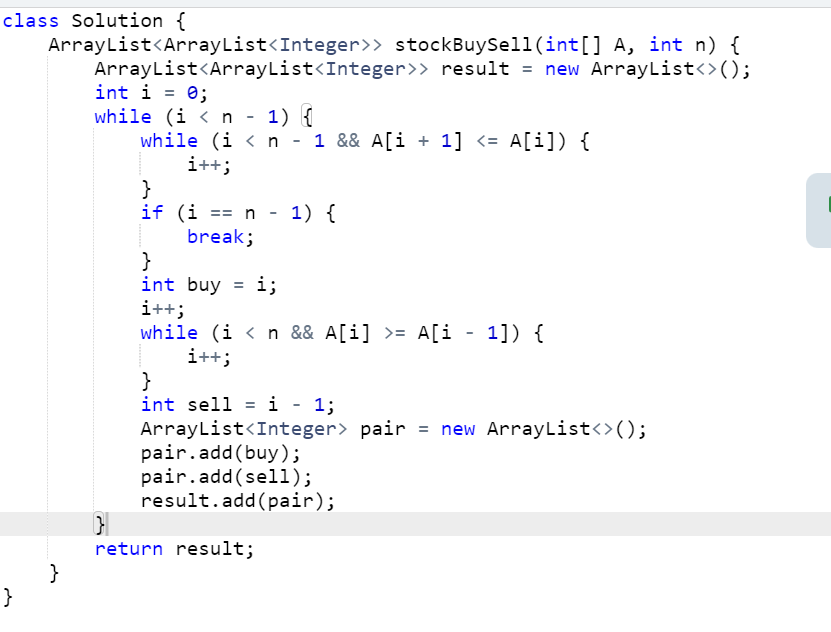 class Solution {
    ArrayList<ArrayList<Integer>> stockBuySell(int[] A, int n) {
        ArrayList<ArrayList<Integer>> result = new ArrayList<>();
        int i = 0;
        while (i < n - 1) {
            while (i < n - 1 && A[i + 1] <= A[i]) {
                i++;
            }
            if (i == n - 1) {
                break;
            }
            int buy = i;
            i++;
            while (i < n && A[i] >= A[i - 1]) {
                i++;
            }
            int sell = i - 1;
            ArrayList<Integer> pair = new ArrayList<>();
            pair.add(buy);
            pair.add(sell);
            result.add(pair);
        }
        return result;
    }
}